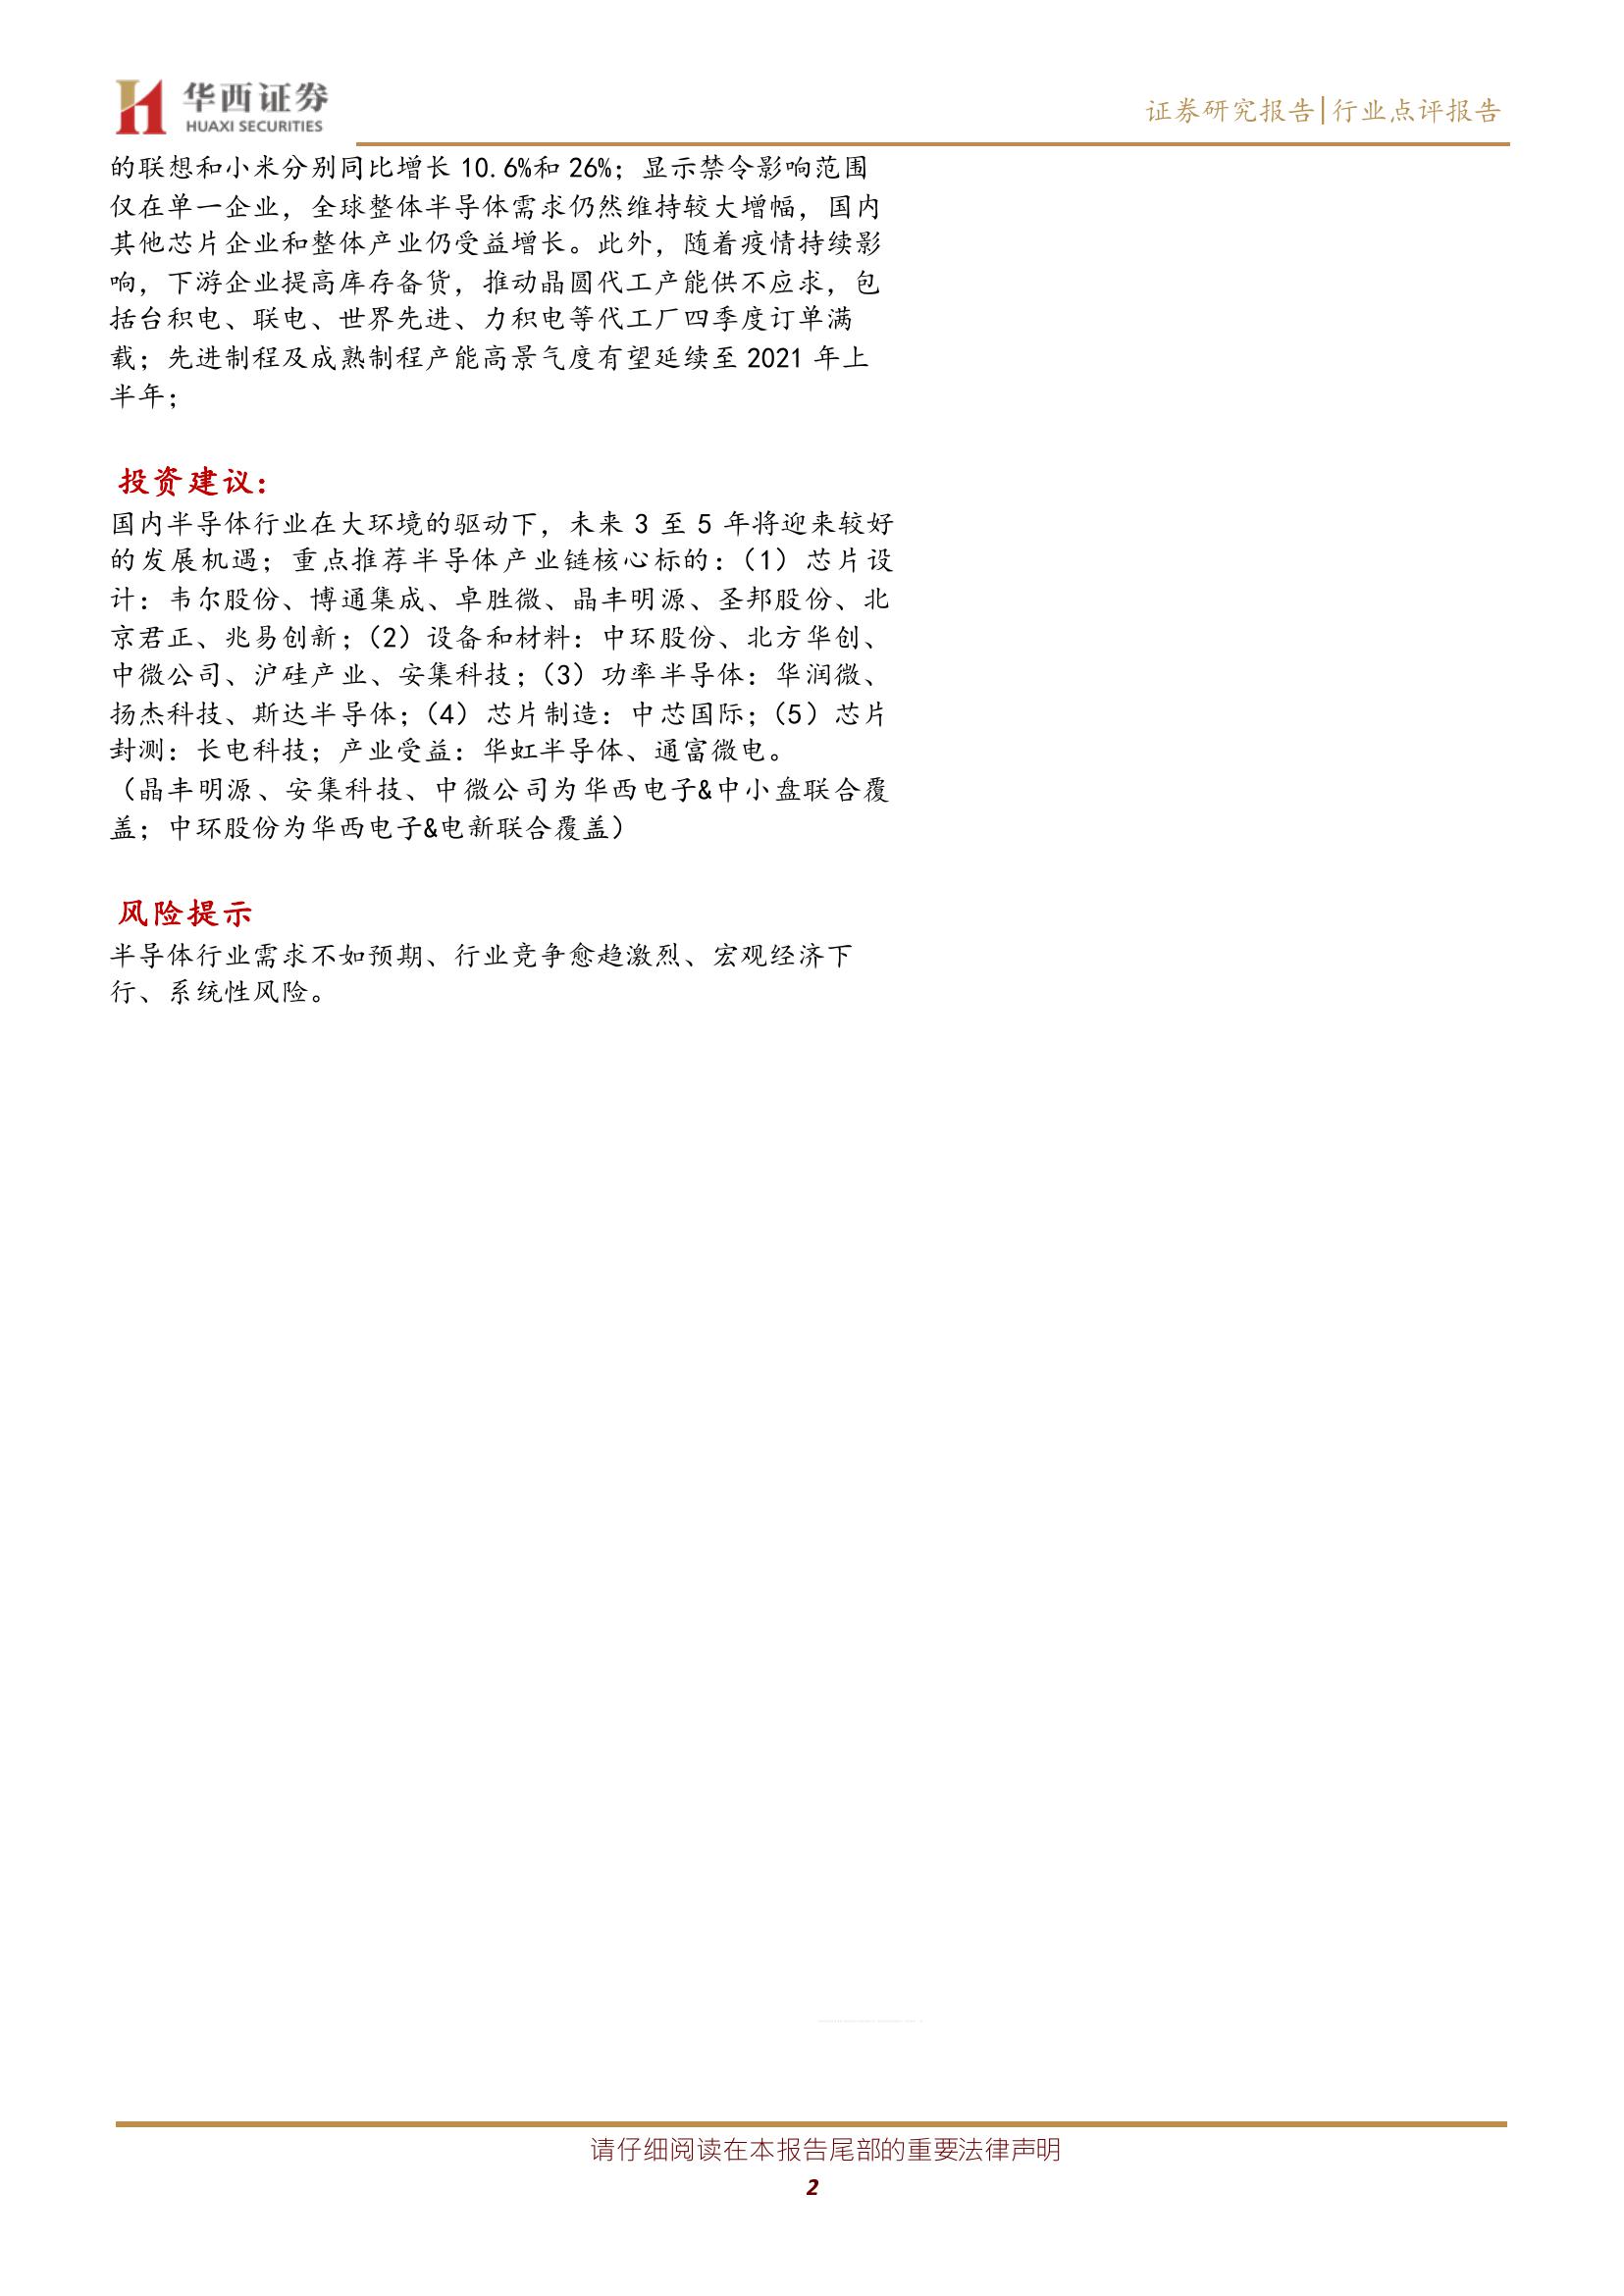 华西证券
HUAXI SECURITIES
证券研究报告|行业点评报告
的联想和小米分别同比增长 10.6%和 26%；显示禁令影响范围
仅在单一企业，全球整体半导体需求仍然维持较大增幅，国内
其他芯片企业和整体产业仍受益增长。此外，随着疫情持续影
响，下游企业提高库存备货，推动晶圆代工产能供不应求，包
括台积电、联电、世界先进、力积电等代工厂四季度订单满
载；先进制程及成熟制程产能高景气度有望延续至 2021 年上
半年；
投资建议：
国内半导体行业在大环境的驱动下，未来 3 至 5 年将迎来较好
的发展机遇；重点推荐半导体产业链核心标的：（1）芯片设
计：韦尔股份、博通集成、卓胜微、晶丰明源、圣邦股份、北
京君正、兆易创新；（2）设备和材料：中环股份、北方华创、
中微公司、沪硅产业、安集科技；（3）功率半导体：华润微、
扬杰科技、斯达半导体；（4）芯片制造：中芯国际；（5）芯片
封测：长电科技；产业受益：华虹半导体、通富微电。
（晶丰明源、安集科技、中微公司为华西电子&中小盘联合覆
盖；中环股份为华西电子&电新联合覆盖）
风险提示
半导体行业需求不如预期、行业竞争愈趋激烈、宏观经济下
行、系统性风险。
请仔细阅读在本报告尾部的重要法律声明
2